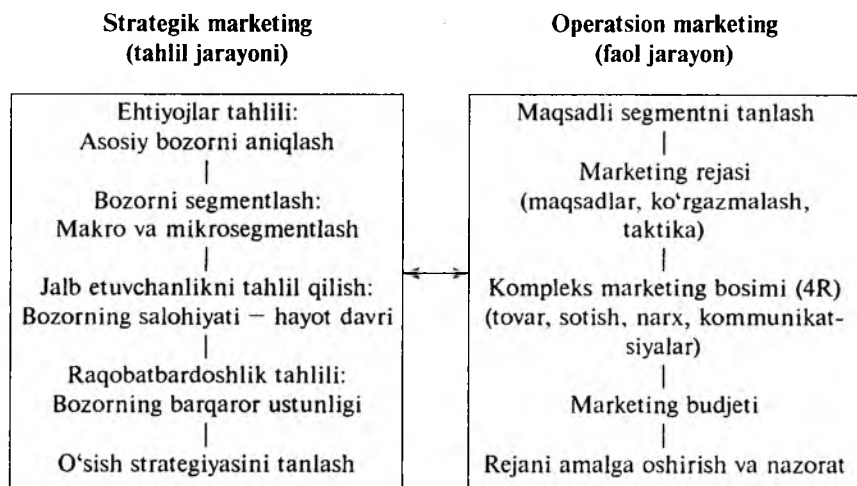 Strategik marketing
(tahlil jarayoni)
Ehtiyojlar tahlili:
Asosiy bozorni aniqlash
Bozorni segmentlash:
Makro va mikrosegmentlash
Jalb etuvchanlikni tahlil qilish:
Bozorning salohiyati — hayot davri
Raqobatbardoshlik tahlili:
Bozorning barqaror ustunligi
O‘sish strategiyasini tanlash
Operatsion marketing
(faol jarayon)
Maqsadli segmentni tanlash
Marketing rejasi
(maqsadlar, ko‘rgazmalash,
taktika)
Kompleks marketing bosimi (4R)
(tovar, sotish, narx, kommunikat-
siyalar)
Marketing budjeti
Rejani amalga oshirish va nazorat